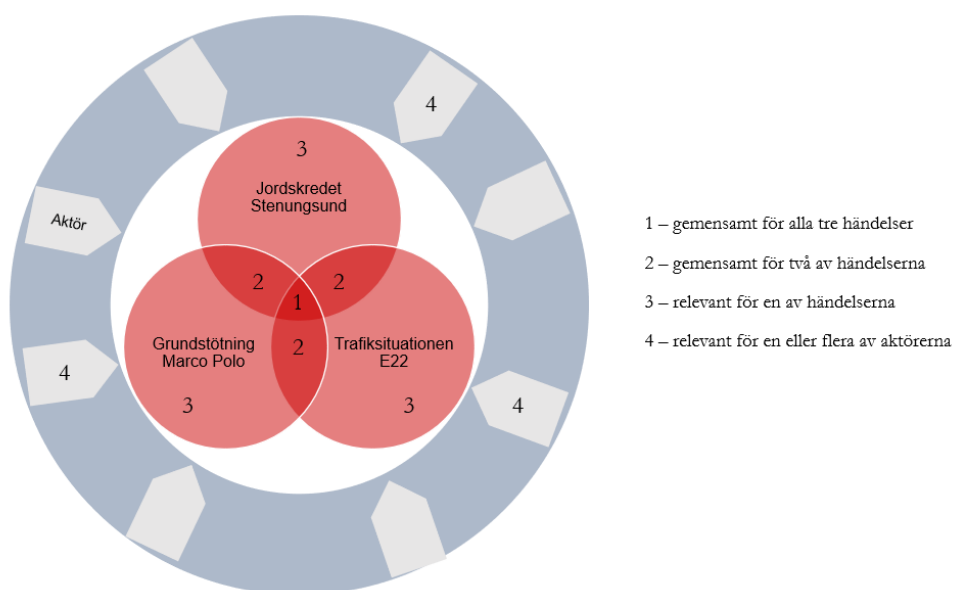 4
3
Jordskredet
Stenungsund
Aktör
2 2
1
Grundstötning
Marco Polo
2
Trafiksituationen
E22
4
3 3
4
1 – gemensamt för alla tre händelser
2 – gemensamt för två av händelserna
3 – relevant för en av händelserna
4 – relevant för en eller flera av aktörerna